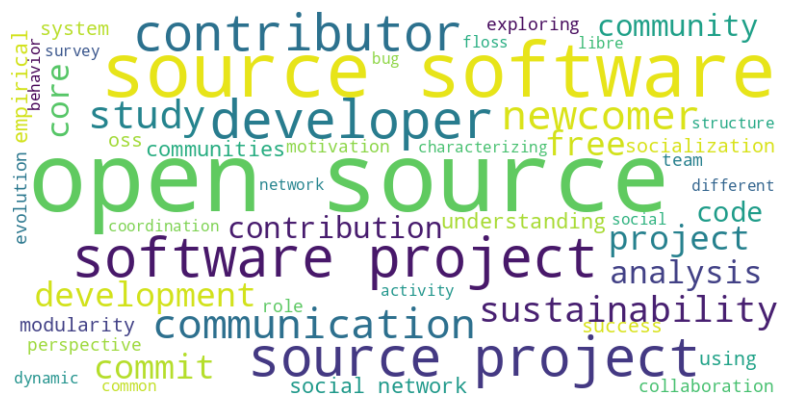 system
contributor
exploring
community
survey
floss
libre
source software
bug
behavior
empirical
core
study
developer
newcomer
structure
oss
communities
motivation
characterizing
free
socialization
team
open source
network
different
evolution
coordination
contribution
understanding
social
code
software project
project
analysis
activity
development
role
sustainability
modularity
communication
success
perspective
source project
using
commit
dynamic
common
social network
collaboration